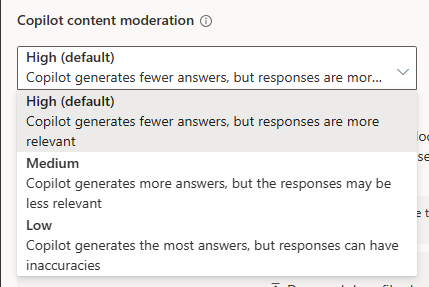 Copilot content moderation
High (default)
Copilot generates fewer answers, but responses are mor...
High (default)
Copilot generates fewer answers, but responses are more
relevant
Medium
Copilot generates more answers, but the responses may be
less relevant
Low
Copilot generates the most answers, but responses can have
inaccuracies